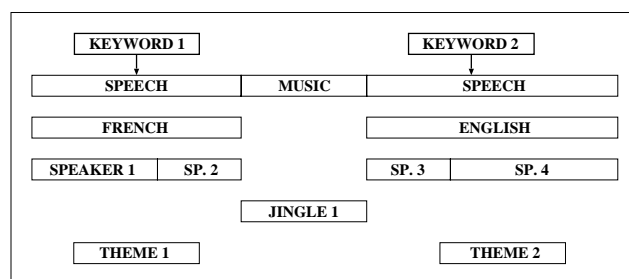 KEYWORD 1 KEYWORD 2
SPEECH MUSIC SPEECH
FRENCH ENGLISH
SPEAKER 1 SP. 2 SP. 3 SP. 4
JINGLE 1
THEME 1 THEME 2